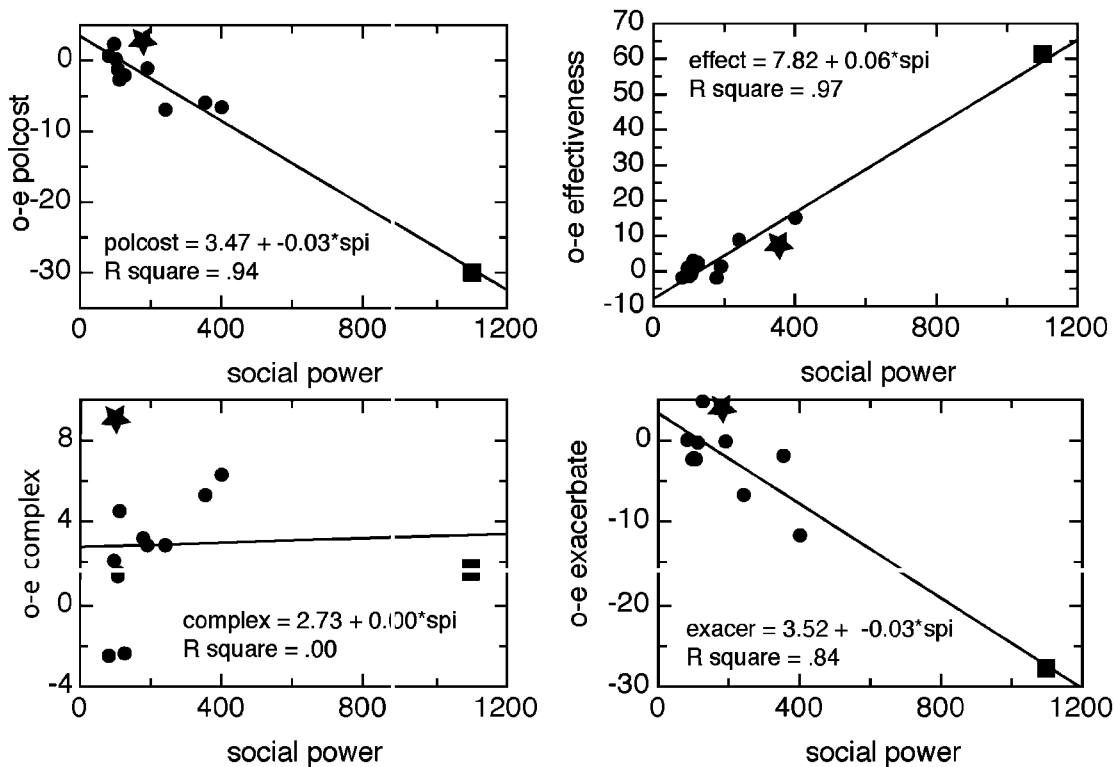 o-e polcost
0
-10
-20
-30
polcost = 3.47 + -0.03*spi
R square = .94
0 400 800 1200
social power
o-e effectiveness
70
60
50
40
30
20
10
0
-10
effect = 7.82 + 0.06*spi
R square = .97
0 400 800 1200
social power
o-e complex
8
4
0
-4
complex = 2.73 + 0.00*spi
R square = .00
0 400 800 1200
social power
o-e exacerbate
0
-10
-20
-30
exacer = 3.52 + -0.03*spi
R square = .84
0 400 800 1200
social power